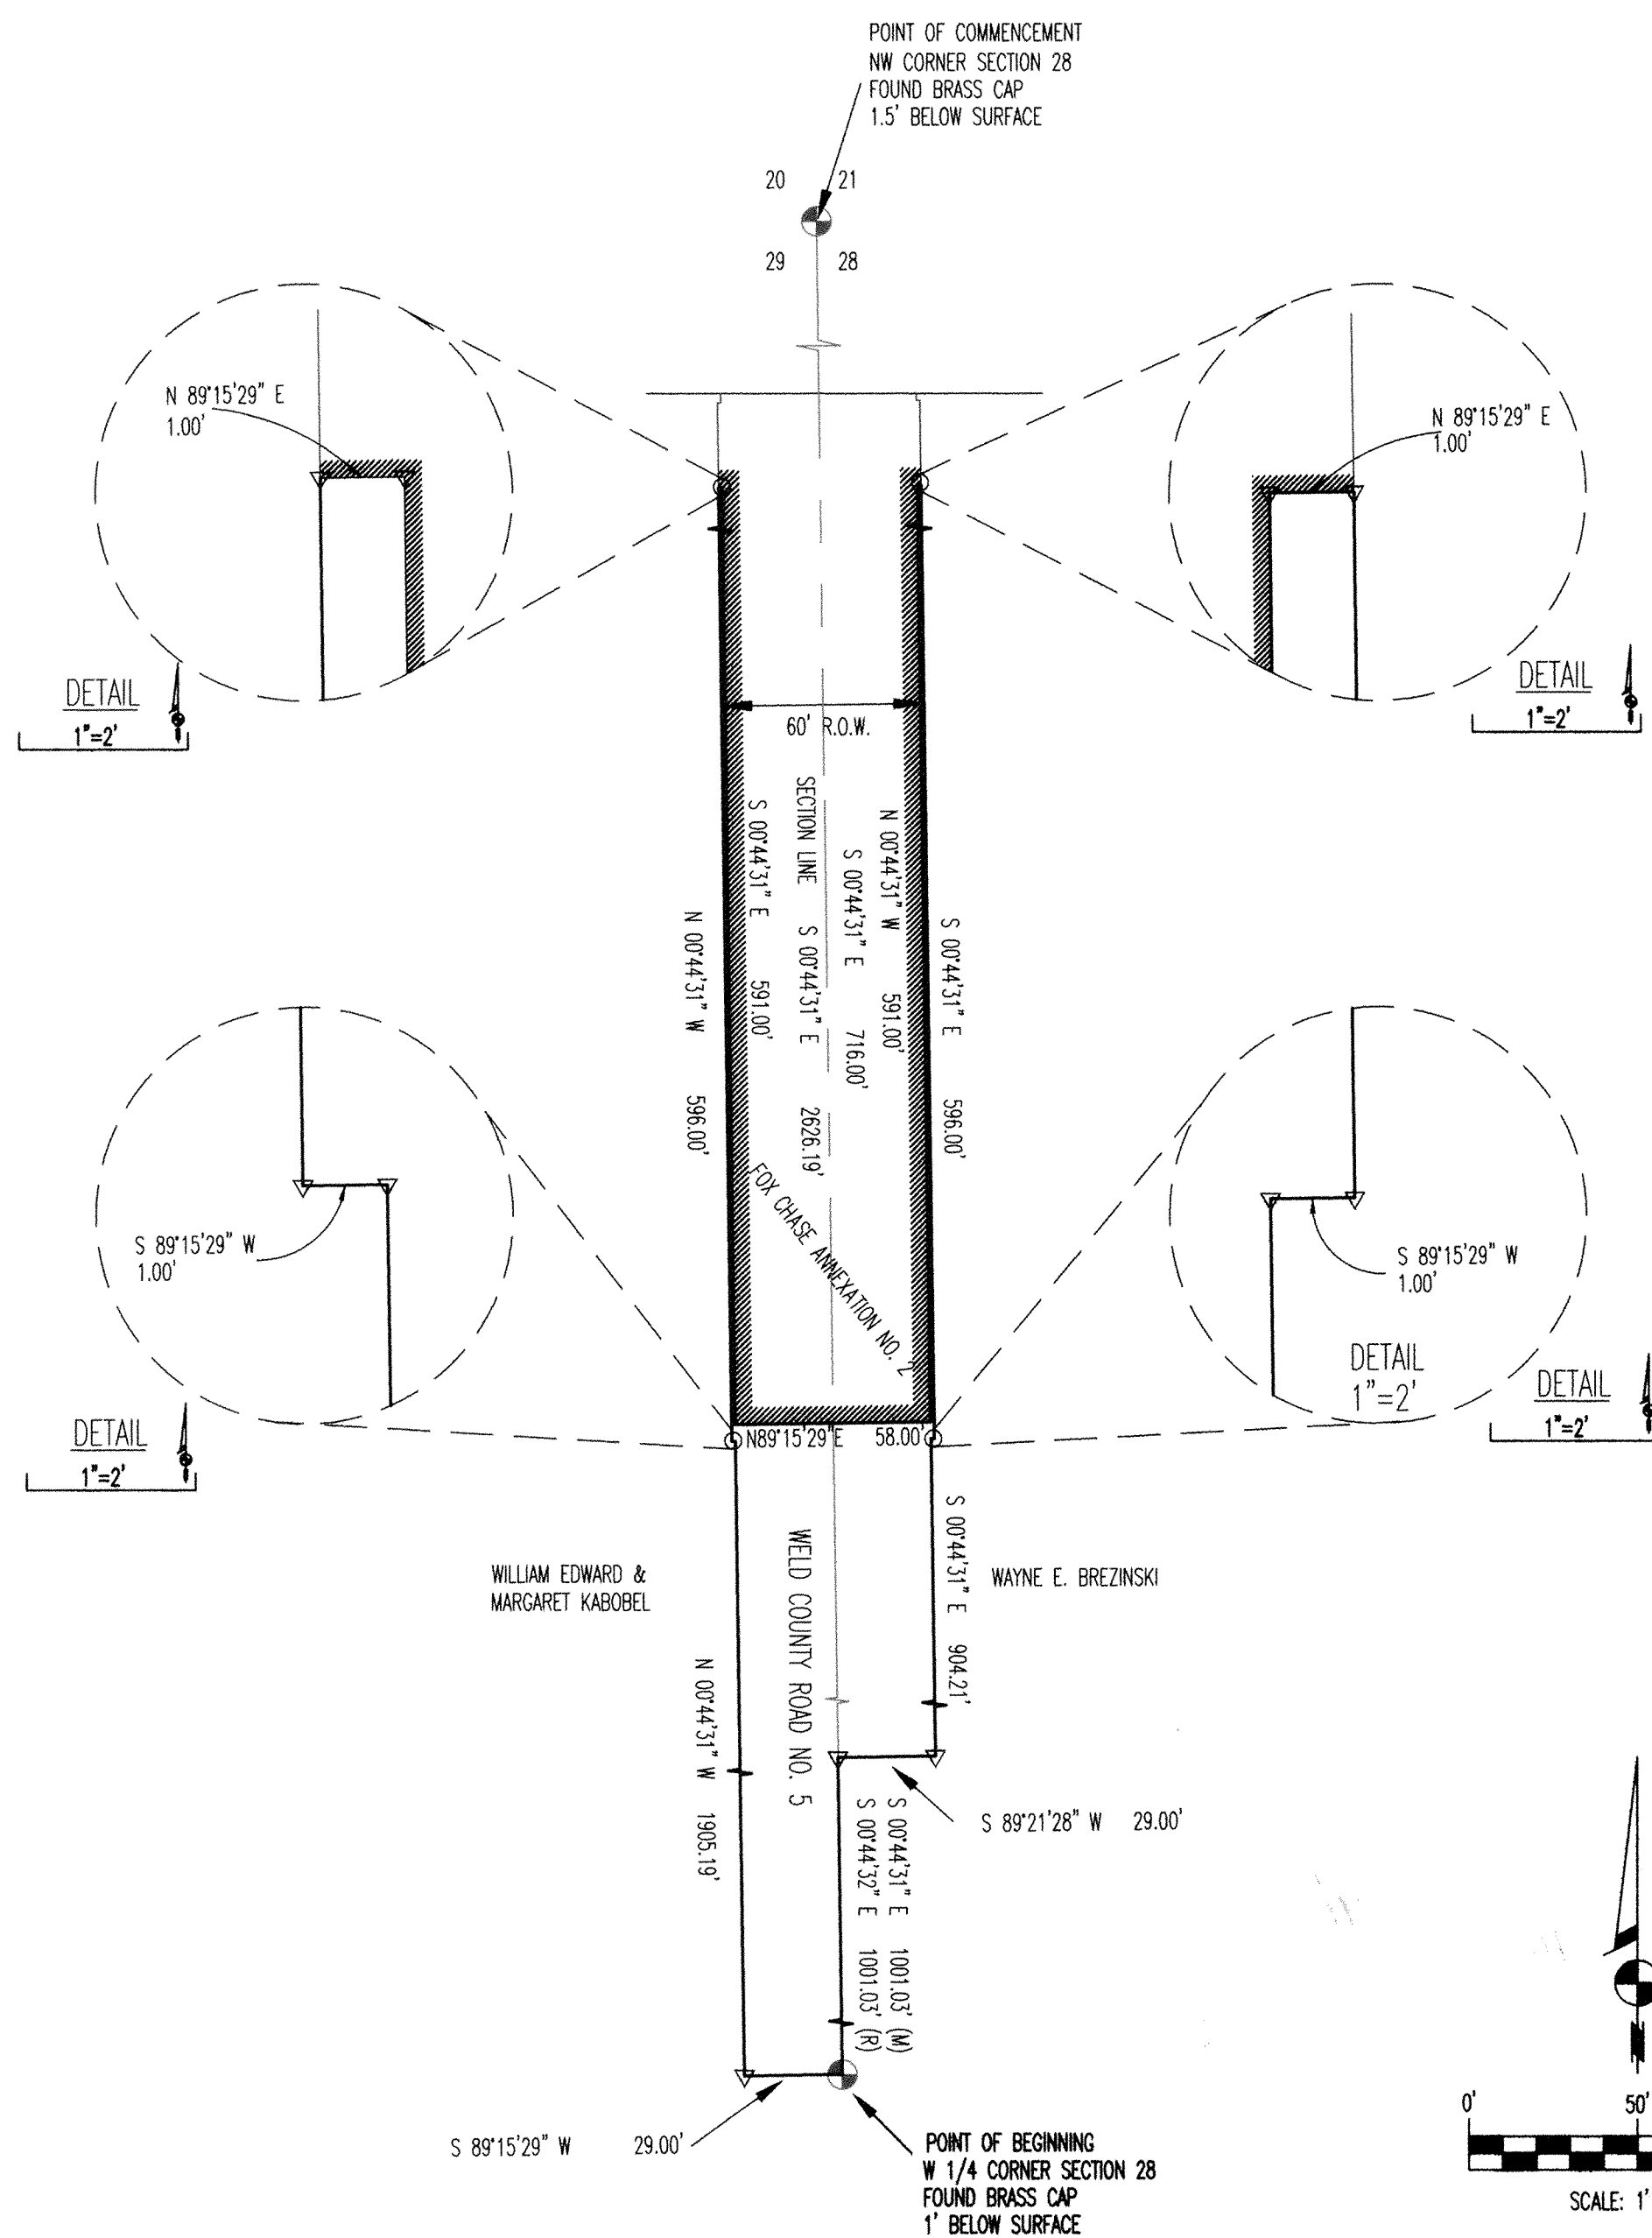 POINT OF COMMENCEMENT
NW CORNER SECTION 28
FOUND BRASS CAP
1.5' BELOW SURFACE
20
21
29
28
N 89°15'29" E
1.00'
N 89°15'29" E
1.00'
DETAIL
1"=2'
DETAIL
1"=2'
60' R.O.W.
N 00°44'31" W 596.00'
S 00°44'31" E 591.00'
SECTION LINE S 00°44'31" E 2626.19'
S 00°44'31" E 716.00'
N 00°44'31" W 591.00'
S 00°44'31" E 596.00'
FOX CHASE ANNEXATION NO. 2
S 89°15'29" W
1.00'
S 89°15'29" W
1.00'
DETAIL
1"=2'
DETAIL
1"=2'
DETAIL
1"=2'
N89°15'29"E 58.00'
WILLIAM EDWARD &
MARGARET KABOBEL
WELD COUNTY ROAD NO. 5
S 00°44'31" E 904.21'
WAYNE E. BREZINSKI
N 00°44'31" W 1905.19'
S 89°21'28" W 29.00'
S 00°44'31" E 1001.03' (M)
S 00°44'32" E 1001.03' (R)
S 89°15'29" W 29.00'
POINT OF BEGINNING
W 1/4 CORNER SECTION 28
FOUND BRASS CAP
1' BELOW SURFACE
0'
50'
SCALE: 1'